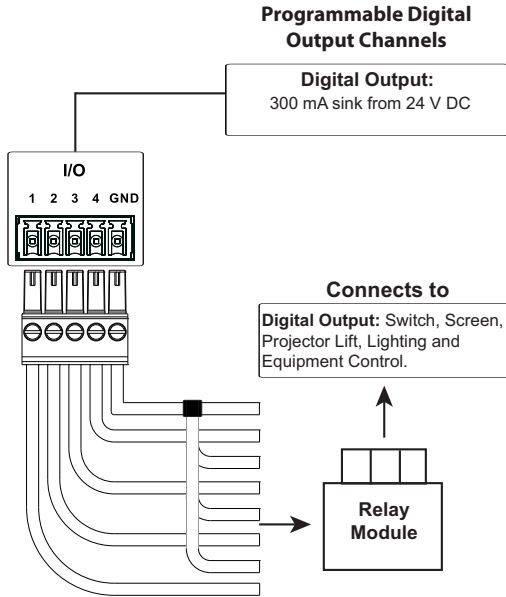 Programmable Digital
Output Channels
Digital Output:
300 mA sink from 24 V DC
I/O
1 2 3 4 GND
Connects to
Digital Output: Switch, Screen,
Projector Lift, Lighting and
Equipment Control.
Relay
Module